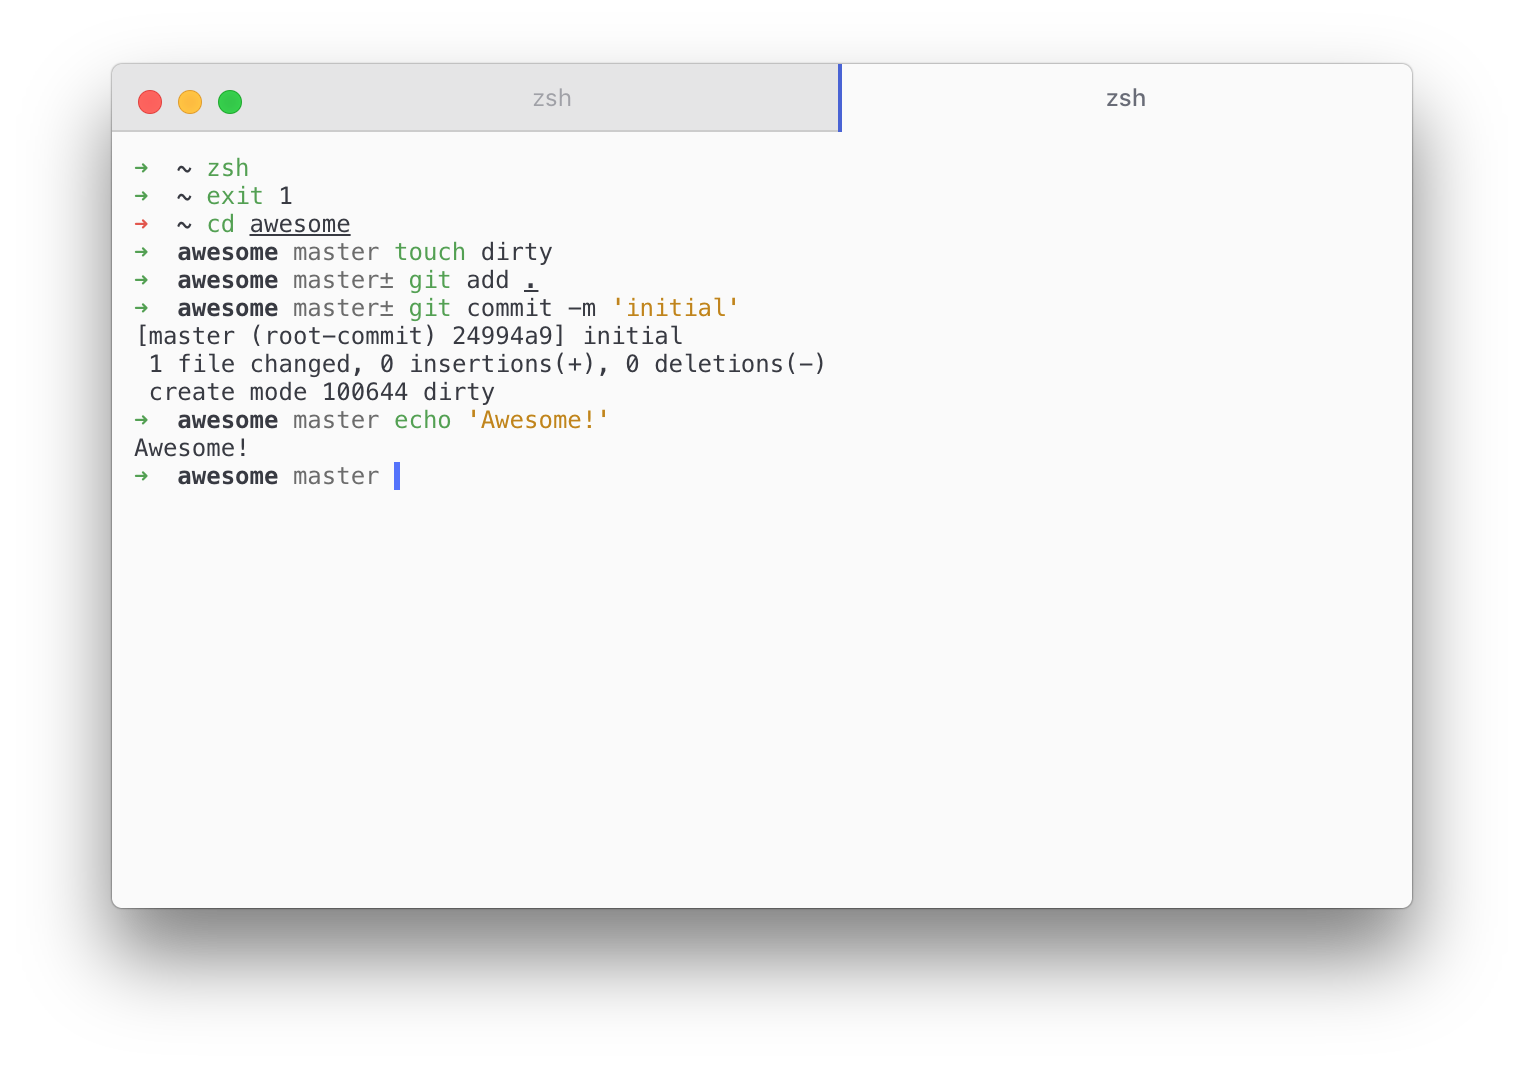 zsh
zsh
➜  ~ zsh
➜  ~ exit 1
➜  ~ cd awesome
➜  awesome master touch dirty
➜  awesome master± git add .
➜  awesome master± git commit -m 'initial'
[master (root-commit) 24994a9] initial
 1 file changed, 0 insertions(+), 0 deletions(-)
 create mode 100644 dirty
➜  awesome master echo 'Awesome!'
Awesome!
➜  awesome master